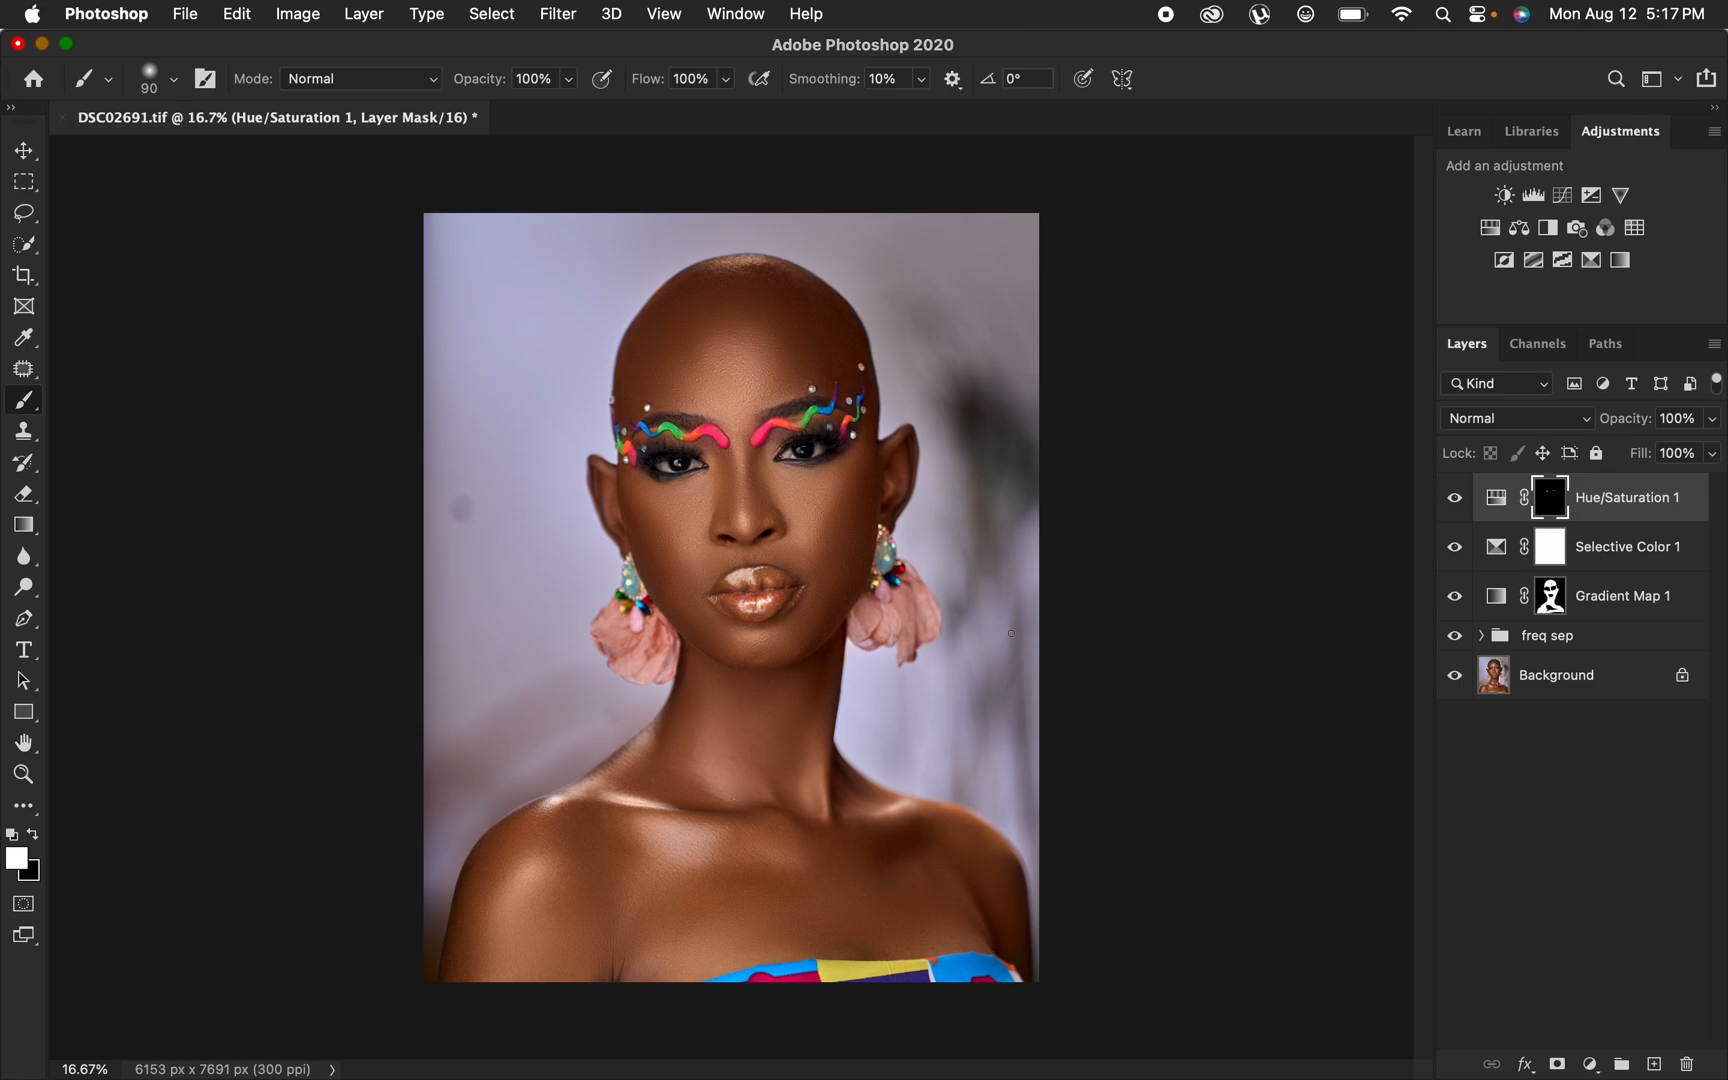 Photoshop File Edit Image Layer Type Select Filter 3D View Window Help Mon Aug 12 5:17 PM
Adobe Photoshop 2020
90 Mode: Normal Opacity: 100% Flow: 100% Smoothing: 10% 0°
DSC02691.tif @ 16.7% (Hue/Saturation 1, Layer Mask/16) *
Learn Libraries Adjustments
Add an adjustment
Layers Channels Paths
Kind
Normal Opacity: 100%
Lock: Fill: 100%
Hue/Saturation 1
Selective Color 1
Gradient Map 1
freq sep
Background
16.67% 6153 px x 7691 px (300 ppi)